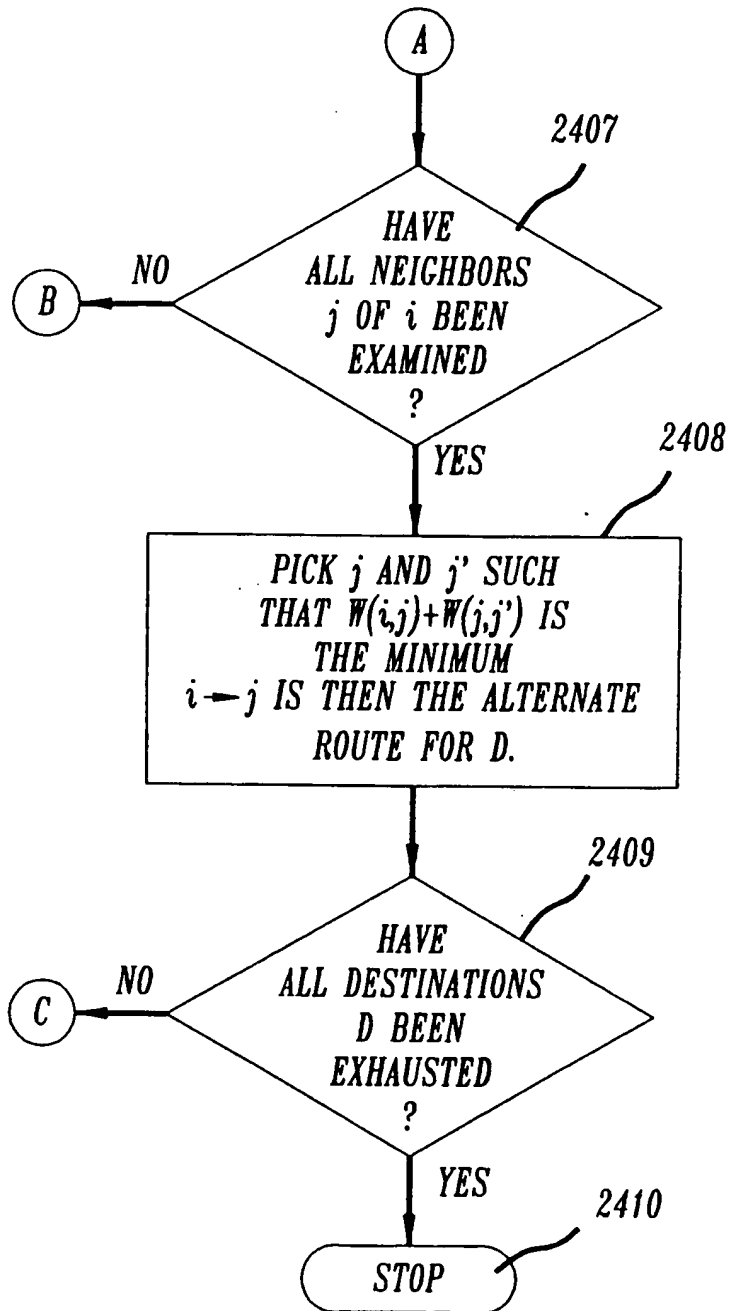 A
2407
HAVE
ALL NEIGHBORS
j OF i BEEN
EXAMINED
?
NO
B
YES
2408
PICK j AND j' SUCH
THAT W(i,j)+W(j,j') IS
THE MINIMUM
i → j IS THEN THE ALTERNATE
ROUTE FOR D.
2409
HAVE
ALL DESTINATIONS
D BEEN
EXHAUSTED
?
NO
C
YES
2410
STOP